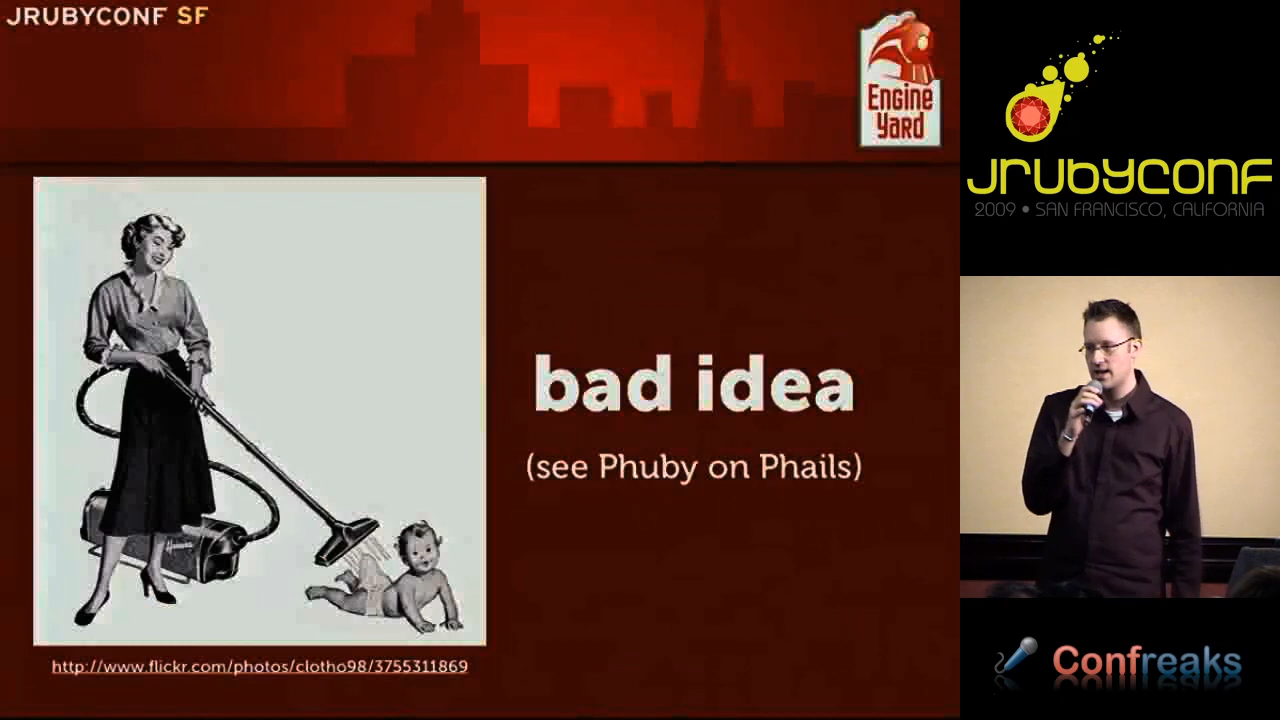 JRUBYCONF SF
Engine
Yard
bad idea
(see Phuby on Phails)
http://www.flickr.com/photos/clotho98/3755311869
jrubyconf
2009 • SAN FRANCISCO, CALIFORNIA
Confreaks